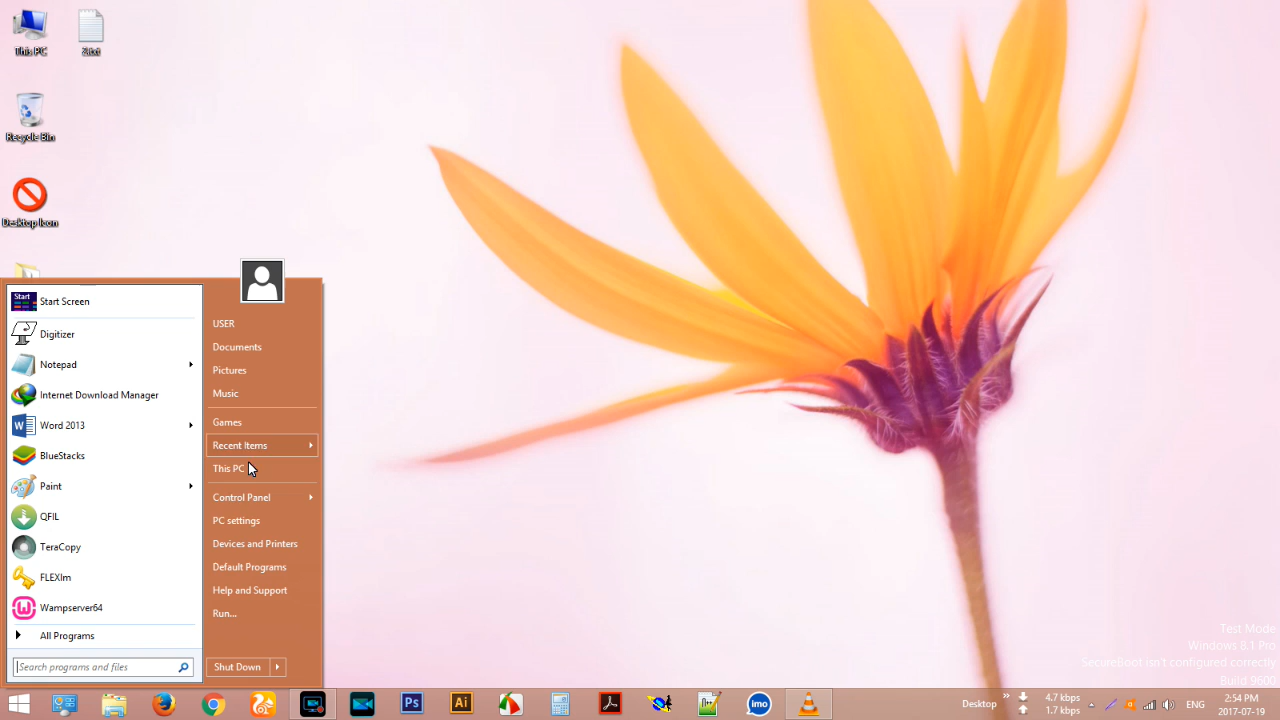 This PC
2.txt
Recycle Bin
Desktop Icon
Start
Start Screen
Digitizer
Notepad
Internet Download Manager
Word 2013
BlueStacks
Paint
QFIL
TeraCopy
FLEXlm
Wampserver64
All Programs
Search programs and files
USER
Documents
Pictures
Music
Games
Recent Items
This PC
Control Panel
PC settings
Devices and Printers
Default Programs
Help and Support
Run...
Shut Down
Test Mode
Windows 8.1 Pro
SecureBoot isn't configured correctly
Build 9600
Ps
Ai
imo
Desktop
4.7 kbps
1.7 kbps
ENG
2:54 PM
2017-07-19